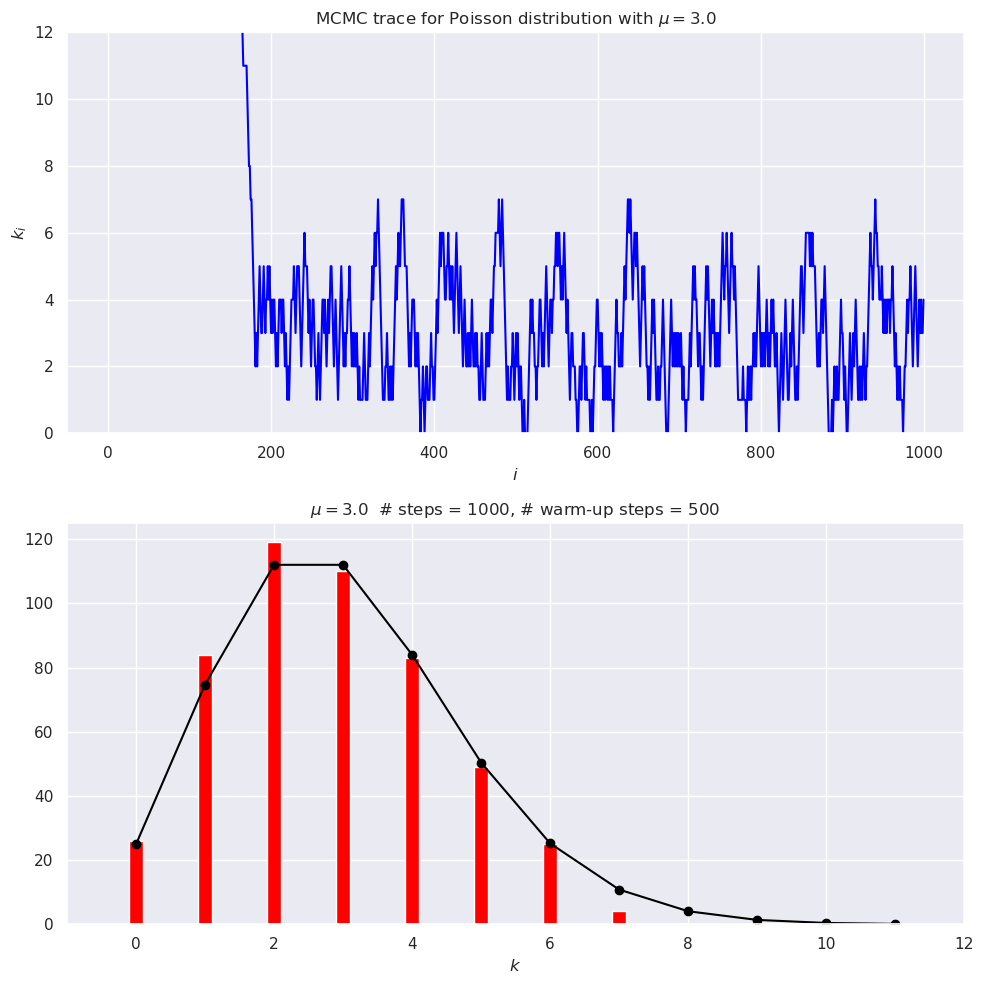 MCMC trace for Poisson distribution with μ = 3.0
12
10
8
6
4
2
0
k_i
0 200 400 600 800 1000
i
μ = 3.0 # steps = 1000, # warm-up steps = 500
120
100
80
60
40
20
0
0 2 4 6 8 10 12
k